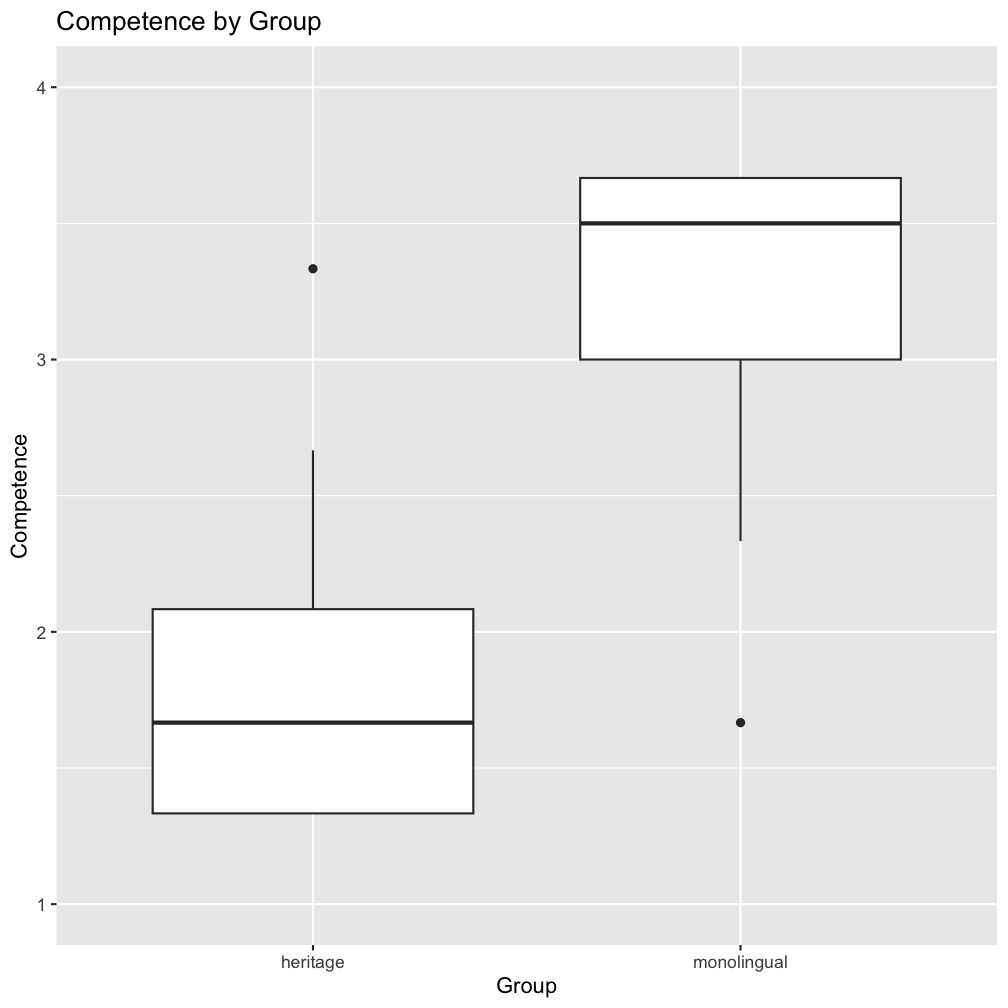 Competence by Group
4
3
2
1
Competence
heritage
monolingual
Group